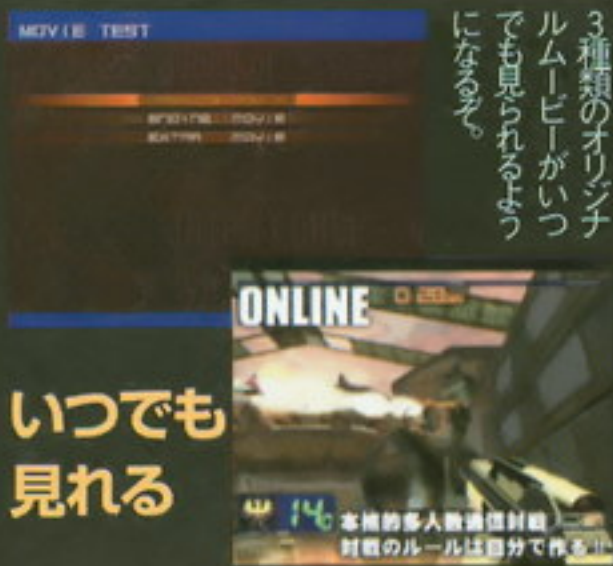 MOVIE TEST
ENDING MOVIE
EXTRA MOVIE
3種類のオリジナ
ルムービーがいつ
でも見られるよう
になるぞ。
ONLINE
いつでも
見れる
14
本格的多人数通信対戦
対戦のルールは自分で作る!!